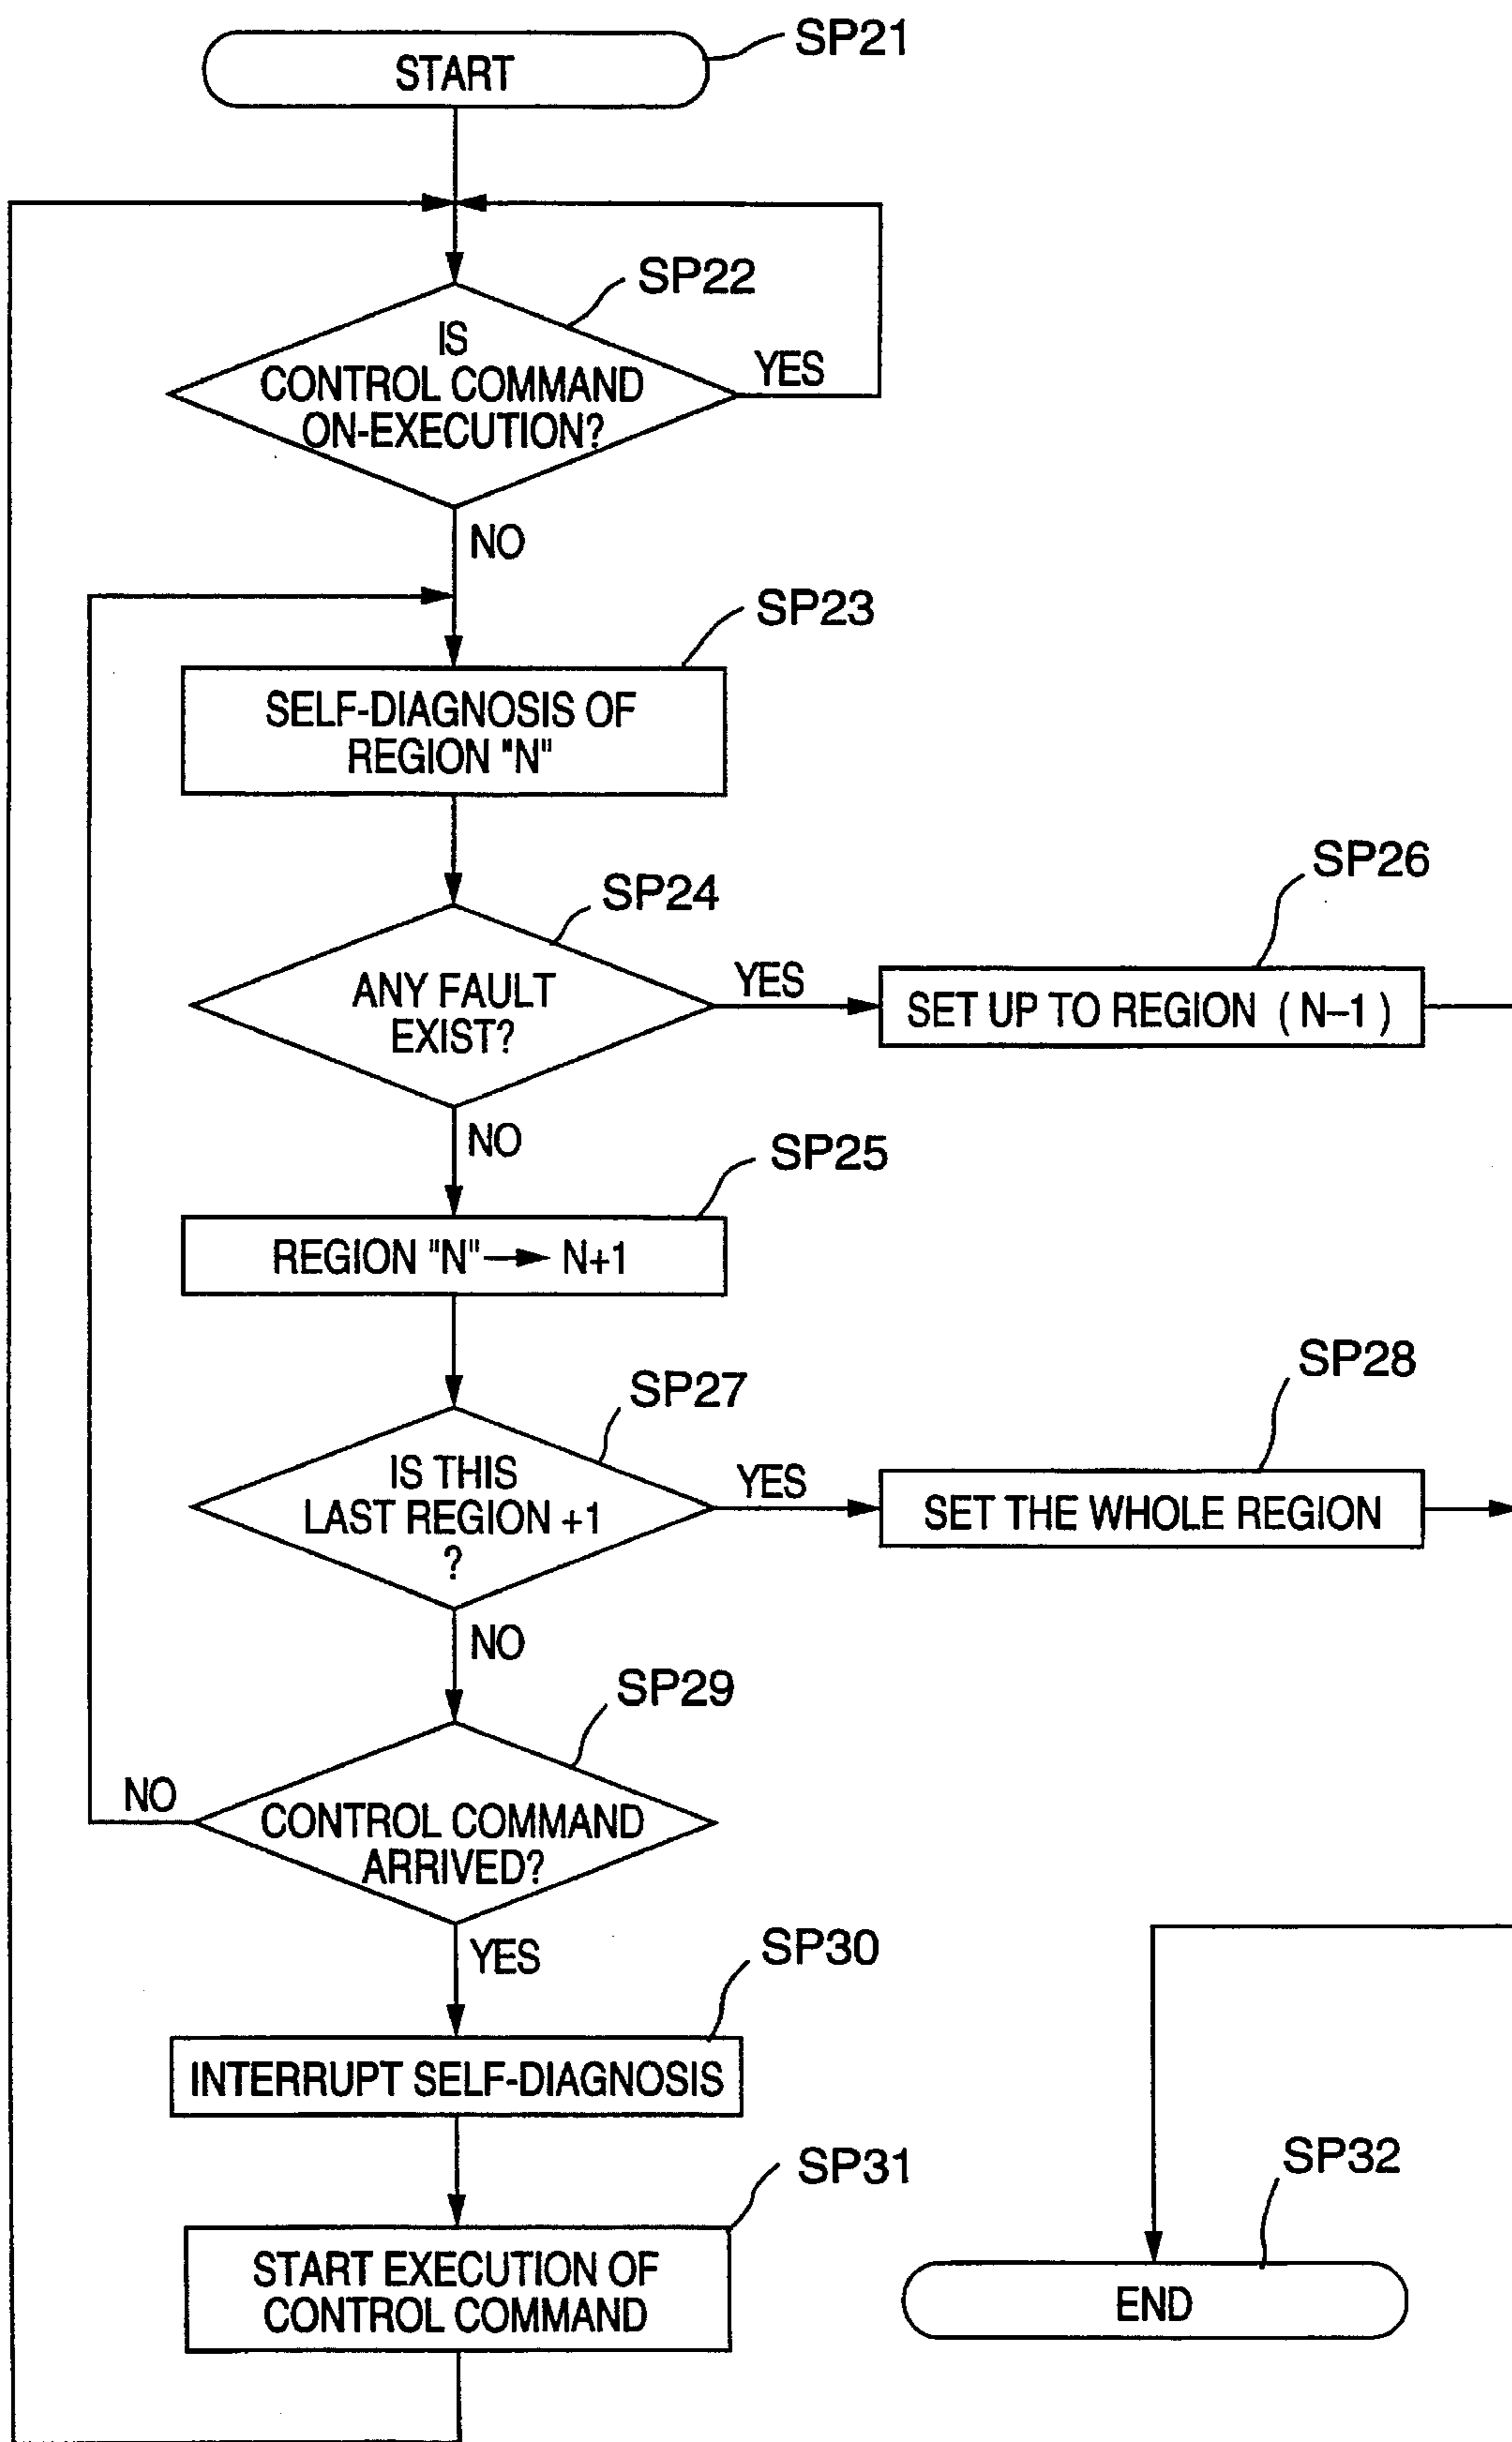 SP21
START
SP22
IS
CONTROL COMMAND
ON-EXECUTION?
YES
NO
SP23
SELF-DIAGNOSIS OF
REGION "N"
SP24
ANY FAULT
EXIST?
YES
SP26
SET UP TO REGION ( N–1 )
NO
SP25
REGION "N" → N+1
SP27
IS THIS
LAST REGION +1
?
YES
SP28
SET THE WHOLE REGION
NO
SP29
CONTROL COMMAND
ARRIVED?
NO
YES
SP30
INTERRUPT SELF-DIAGNOSIS
SP31
START EXECUTION OF
CONTROL COMMAND
SP32
END